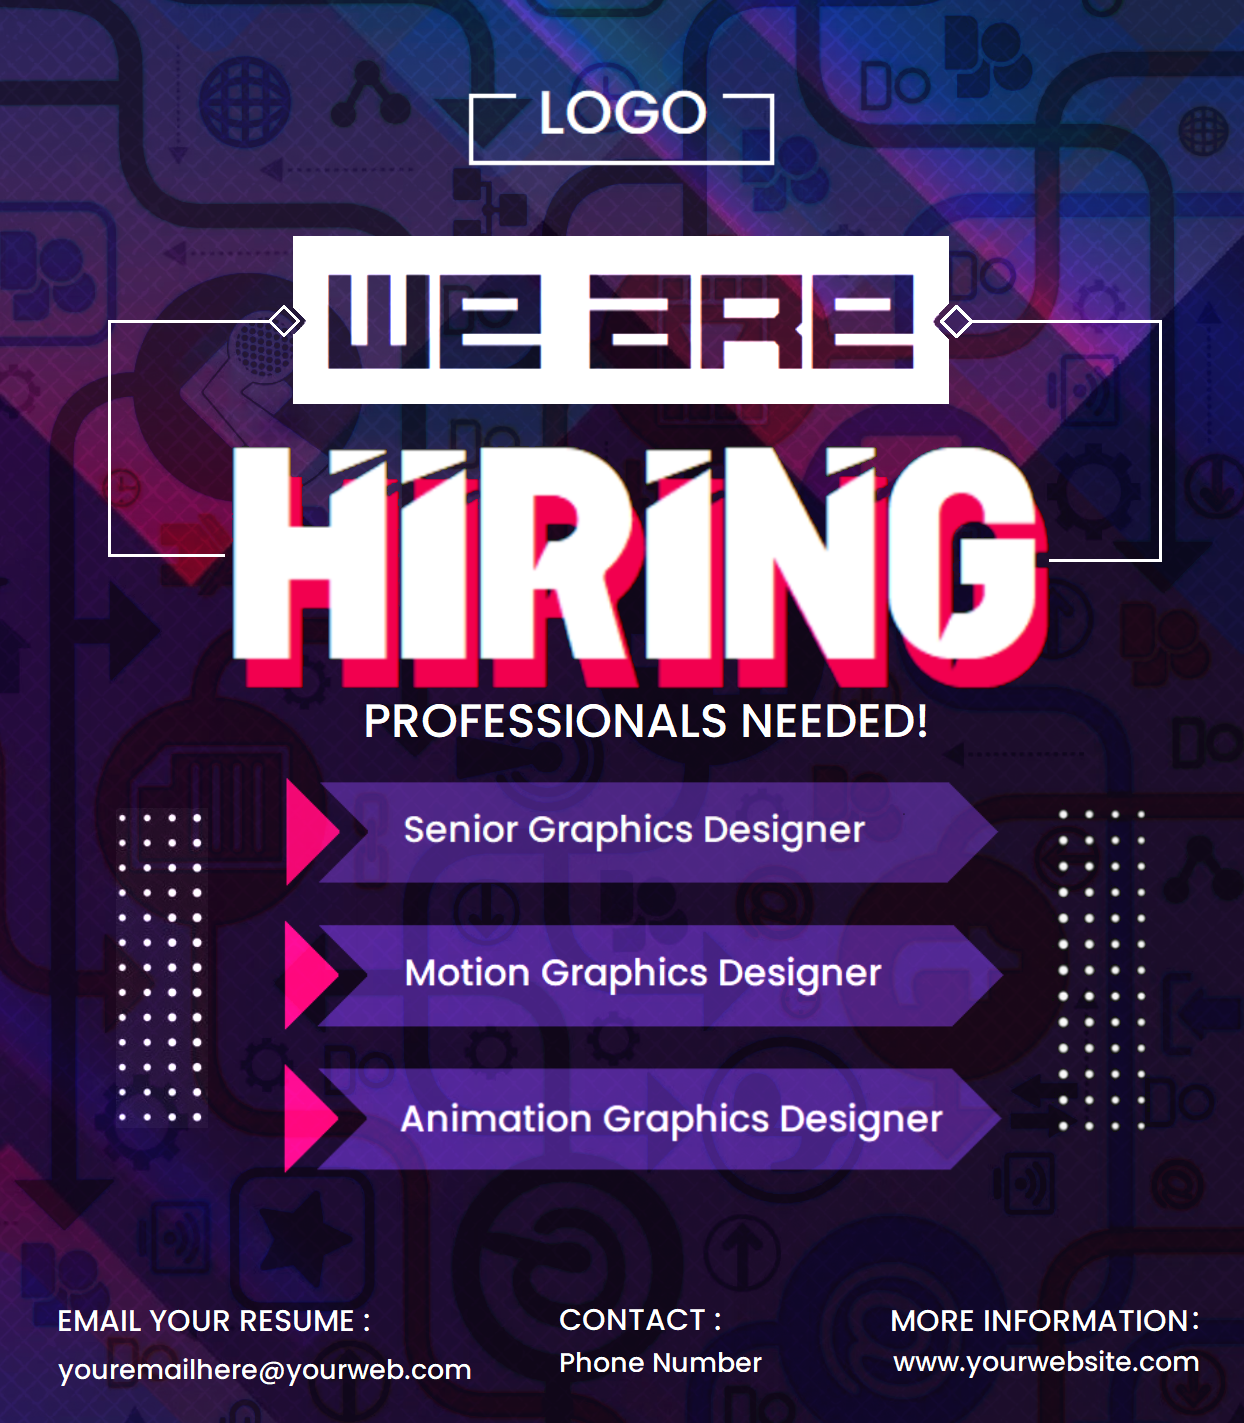 LOGO
We are
HIRING
PROFESSIONALS NEEDED!
Senior Graphics Designer
Motion Graphics Designer
Animation Graphics Designer
EMAIL YOUR RESUME :
youremailhere@yourweb.com
CONTACT :
Phone Number
MORE INFORMATION:
www.yourwebsite.com